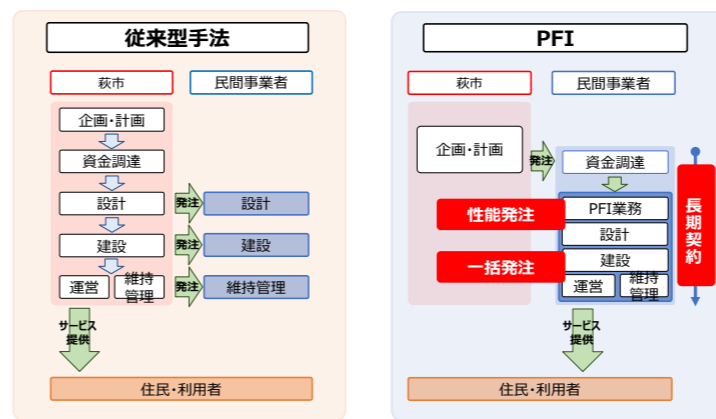 従来型手法
萩市
民間事業者
企画・計画
資金調達
設計
発注
設計
建設
発注
建設
運営
維持
管理
発注
維持管理
サービス
提供
住民・利用者
PFI
萩市
民間事業者
企画・計画
発注
資金調達
性能発注
PFI業務
設計
一括発注
建設
運営
維持
管理
長期契約
サービス
提供
住民・利用者